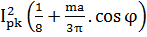 I²pk (1/8 + ma/3π . cos φ)